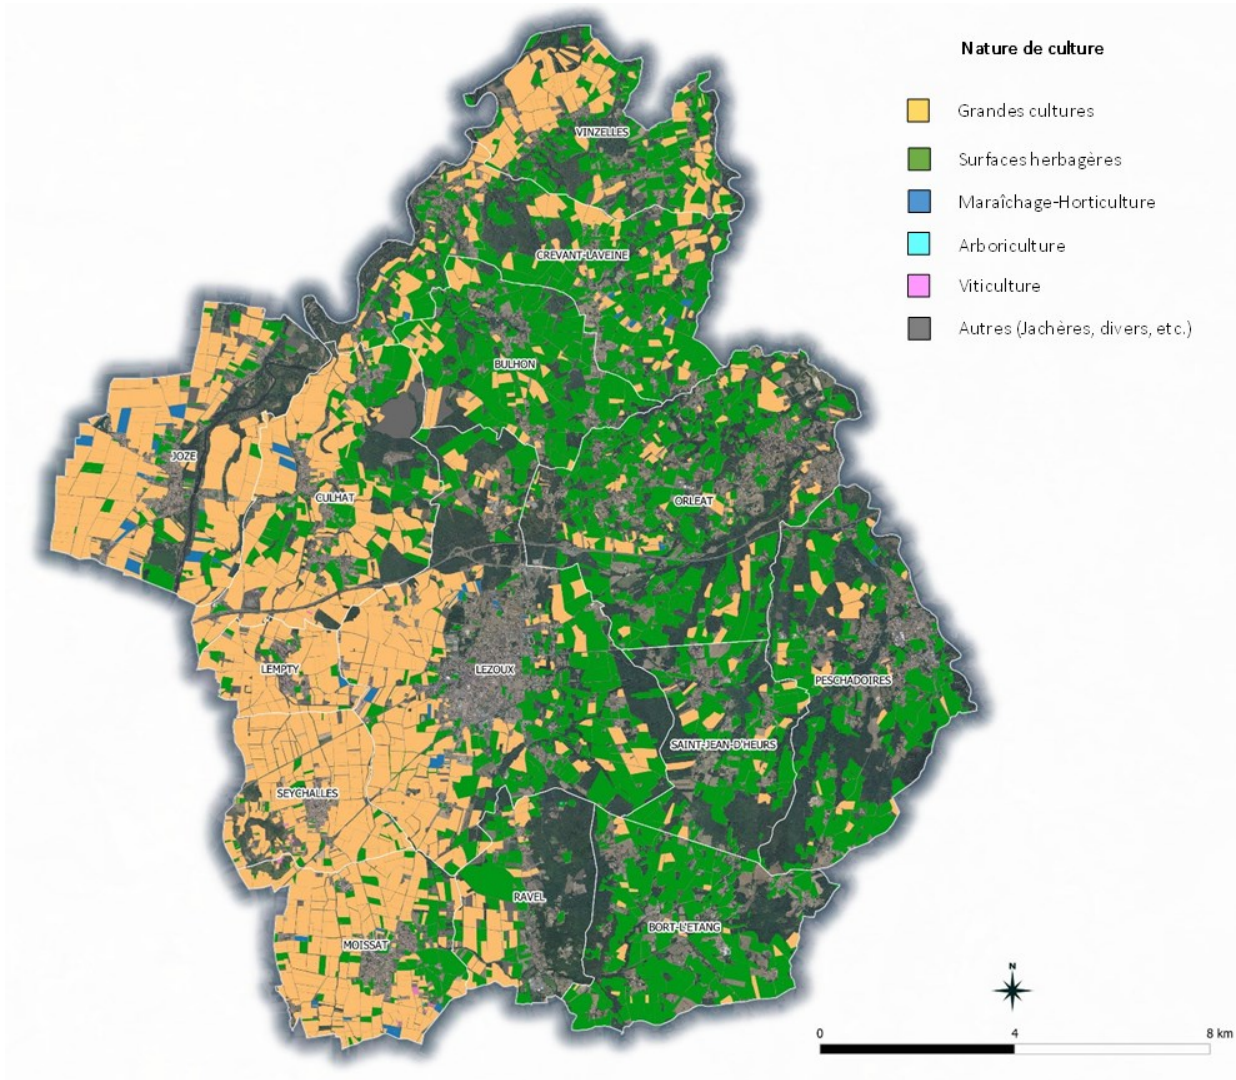 Nature de culture
Grandes cultures
Surfaces herbagères
Maraîchage-Horticulture
Arboriculture
Viticulture
Autres (Jachères, divers, etc.)
VINZELLES
CREVANT-LAVEINE
BULHON
JOZE
CULHAT
ORLEAT
LEMPTY
LEZOUX
PESCHADOIRES
SAINT-JEAN-D'HEURS
SEYCHALLES
RAVEL
BORT-L'ETANG
MOISSAT
N
0 4 8 km